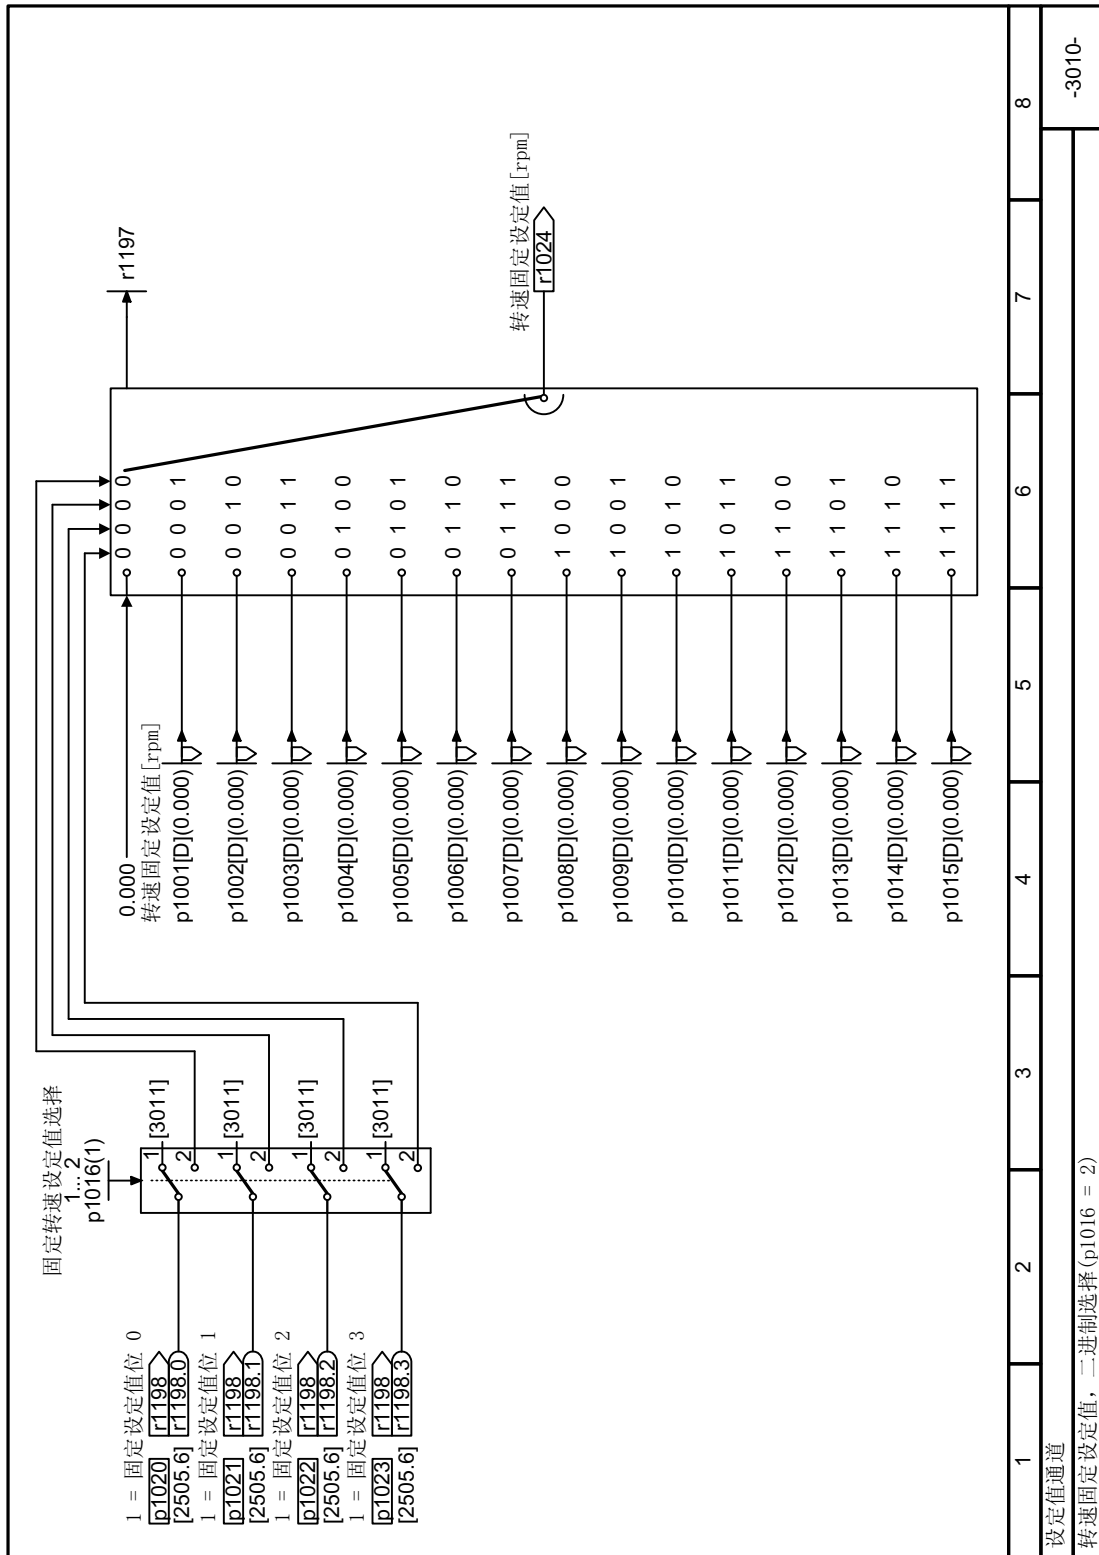 固定转速设定值选择
1...2
p1016(1)
1 = 固定设定值位 0
p1020 r1198
[2505.6] r1198.0
1 = 固定设定值位 1
p1021 r1198
[2505.6] r1198.1
1 = 固定设定值位 2
p1022 r1198
[2505.6] r1198.2
1 = 固定设定值位 3
p1023 r1198
[2505.6] r1198.3
1 [3011]
2
1 [3011]
2
1 [3011]
2
1 [3011]
2
0.000
转速固定设定值[rpm]
p1001[D](0.000)
p1002[D](0.000)
p1003[D](0.000)
p1004[D](0.000)
p1005[D](0.000)
p1006[D](0.000)
p1007[D](0.000)
p1008[D](0.000)
p1009[D](0.000)
p1010[D](0.000)
p1011[D](0.000)
p1012[D](0.000)
p1013[D](0.000)
p1014[D](0.000)
p1015[D](0.000)
0 0 0 0
0 0 0 1
0 0 1 0
0 0 1 1
0 1 0 0
0 1 0 1
0 1 1 0
0 1 1 1
1 0 0 0
1 0 0 1
1 0 1 0
1 0 1 1
1 1 0 0
1 1 0 1
1 1 1 0
1 1 1 1
r1197
转速固定设定值[rpm]
r1024
1 2 3 4 5 6 7 8
设定值通道
转速固定设定值, 二进制选择(p1016 = 2)
-3010-